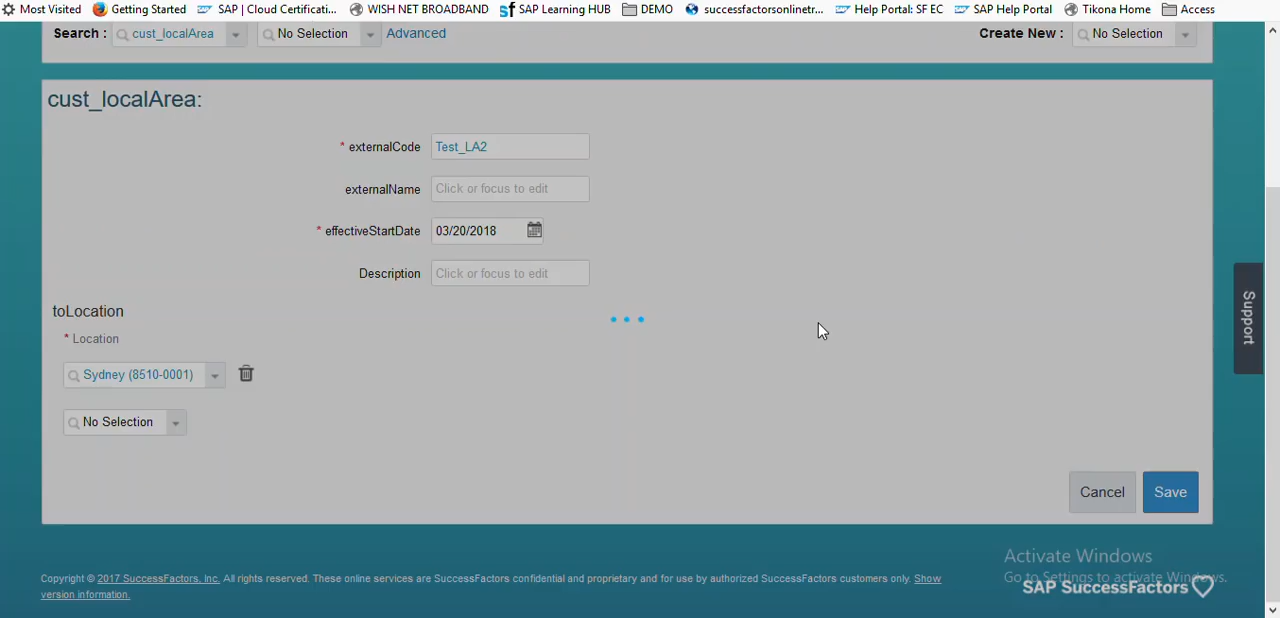 Most Visited Getting Started SAP | Cloud Certificati... WISH NET BROADBAND SAP Learning HUB DEMO successfactorsonlinetr... Help Portal: SF EC SAP Help Portal Tikona Home Access
Search : cust_localArea No Selection Advanced Create New : No Selection
cust_localArea:
* externalCode Test_LA2
externalName Click or focus to edit
* effectiveStartDate 03/20/2018
Description Click or focus to edit
toLocation
* Location
Sydney (8510-0001)
No Selection
Cancel Save
Support
Activate Windows
Go to Settings to activate Windows.
Copyright © 2017 SuccessFactors, Inc. All rights reserved. These online services are SuccessFactors confidential and proprietary and for use by authorized SuccessFactors customers only. Show
version information.
SAP SuccessFactors